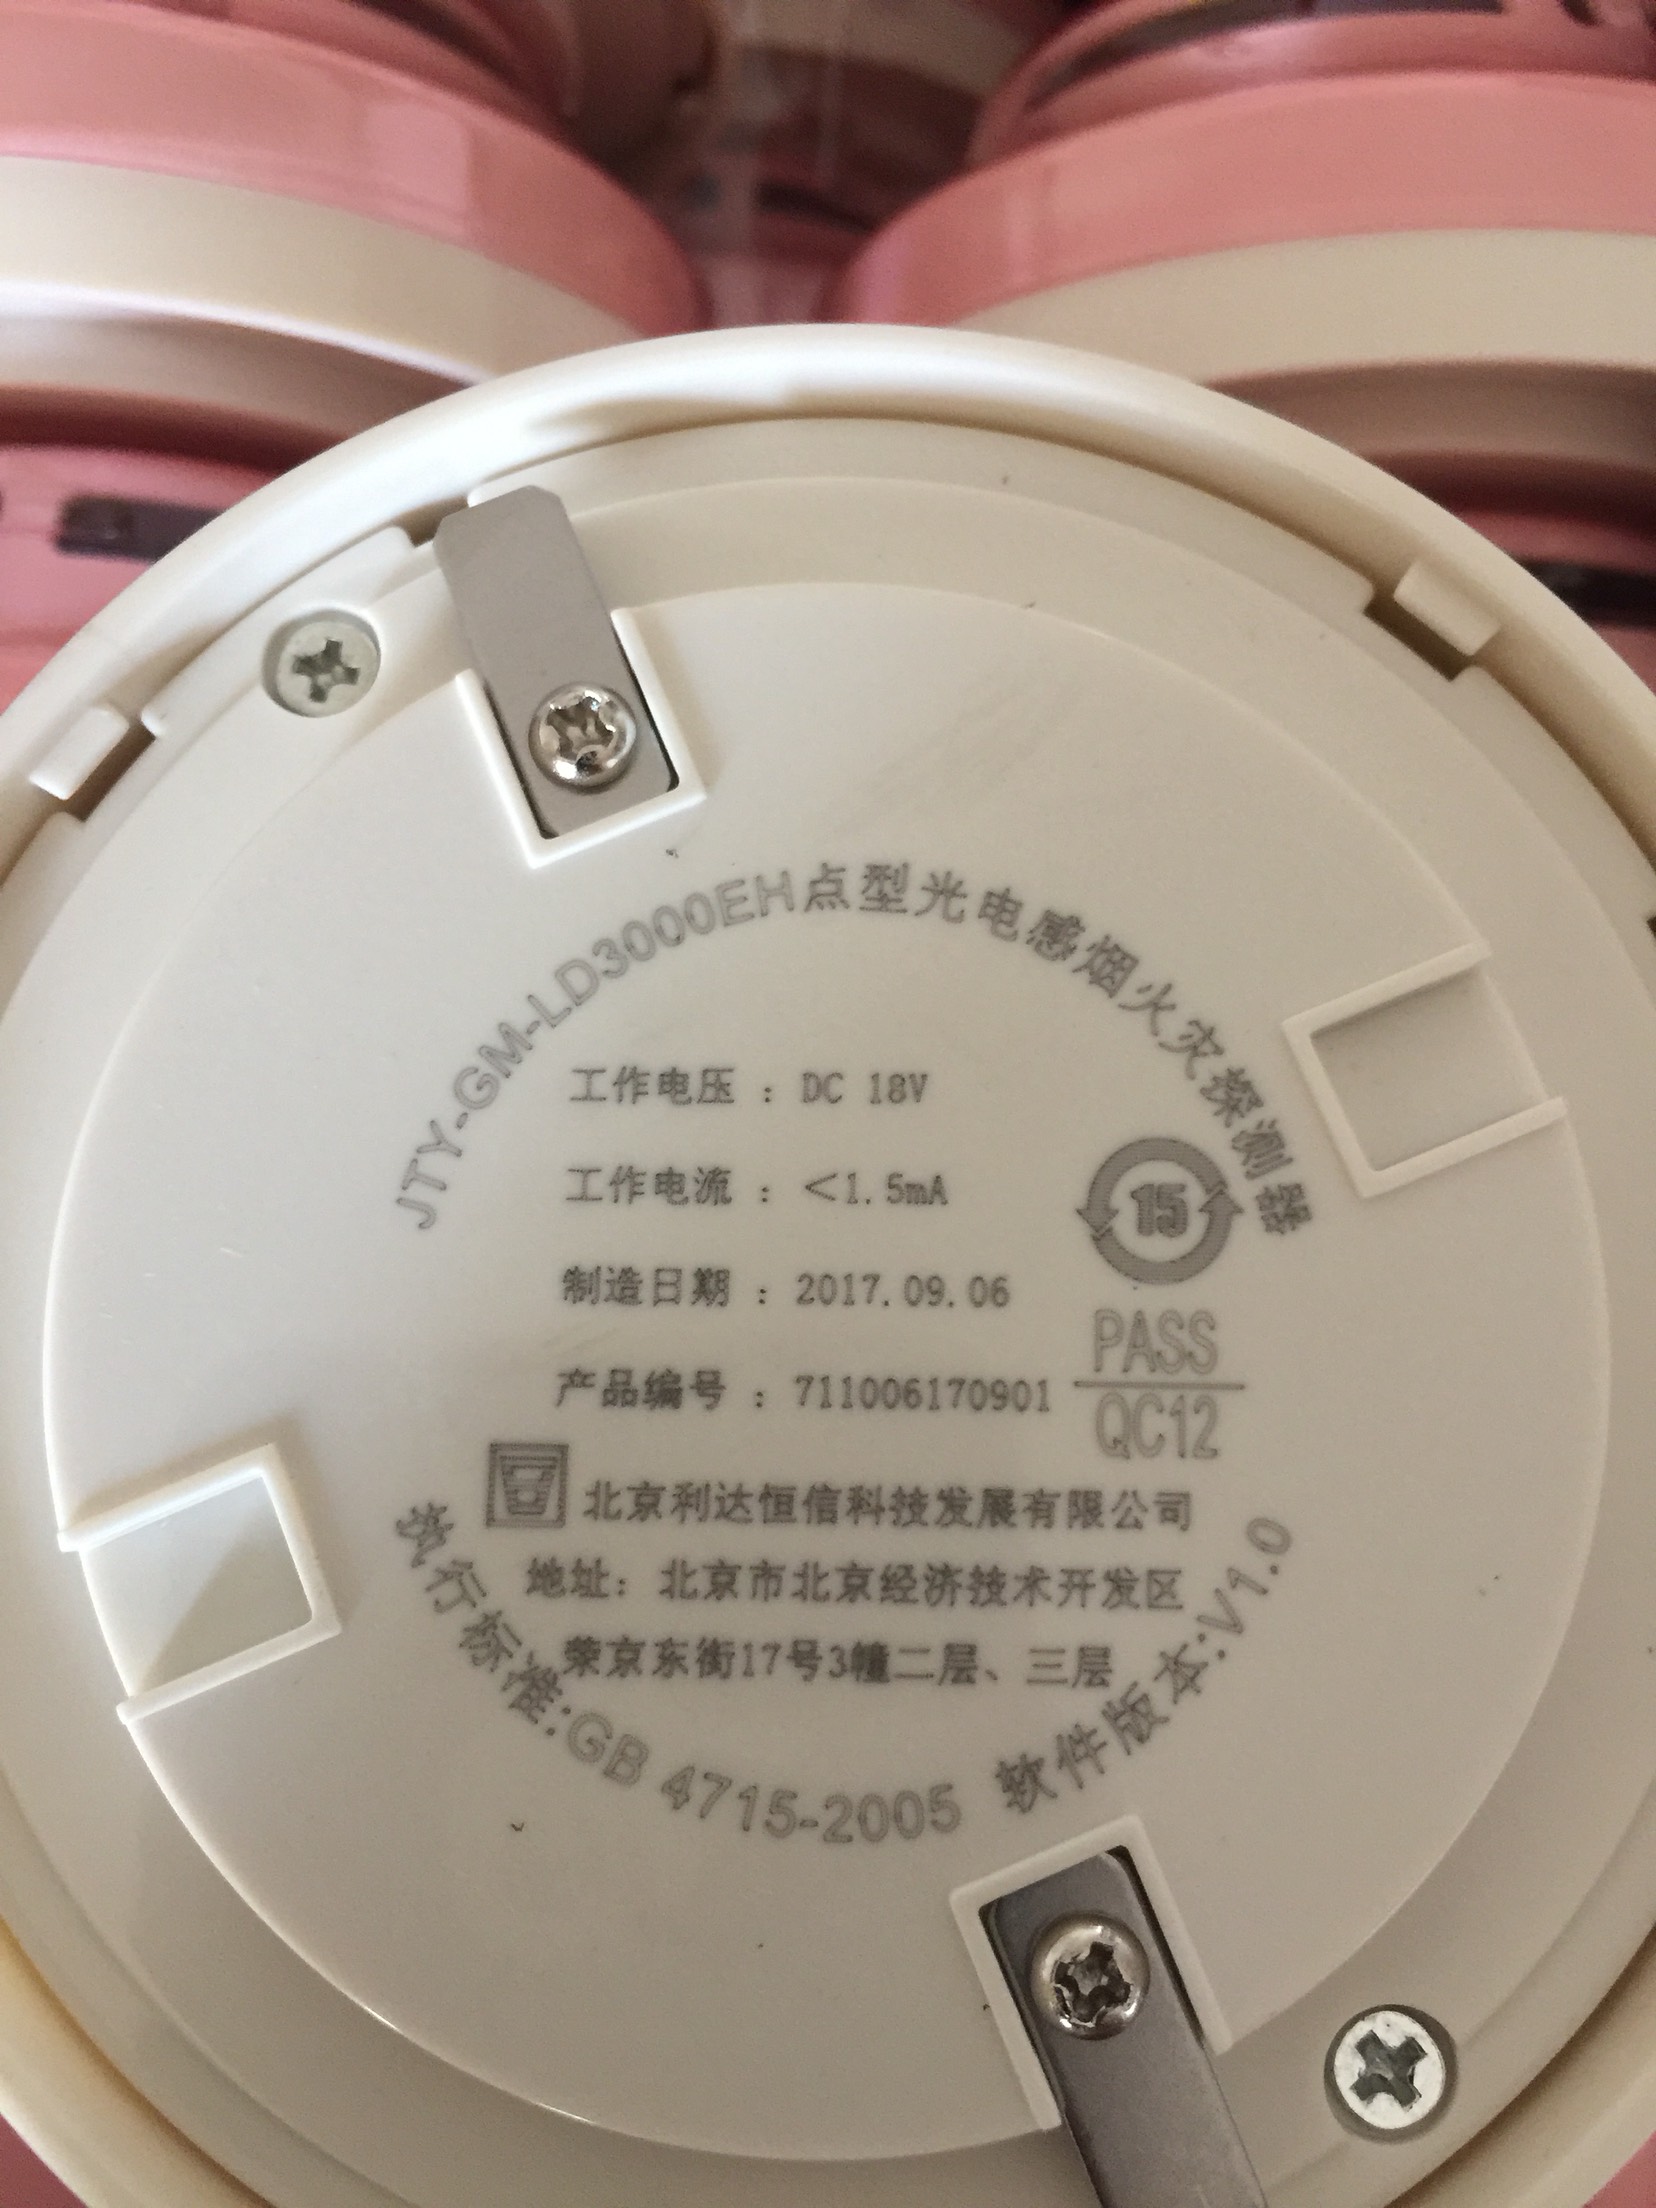 JTY-GM-LD3000EH点型光电感烟火灾探测器
工作电压：DC 18V
工作电流：＜1.5mA
制造日期：2017.09.06
产品编号：711006170901
15
PASS
QC12
北京利达恒信科技发展有限公司
地址：北京市北京经济技术开发区
荣京东街17号3幢二层、三层
执行标准:GB 4715-2005 软件版本:V1.0